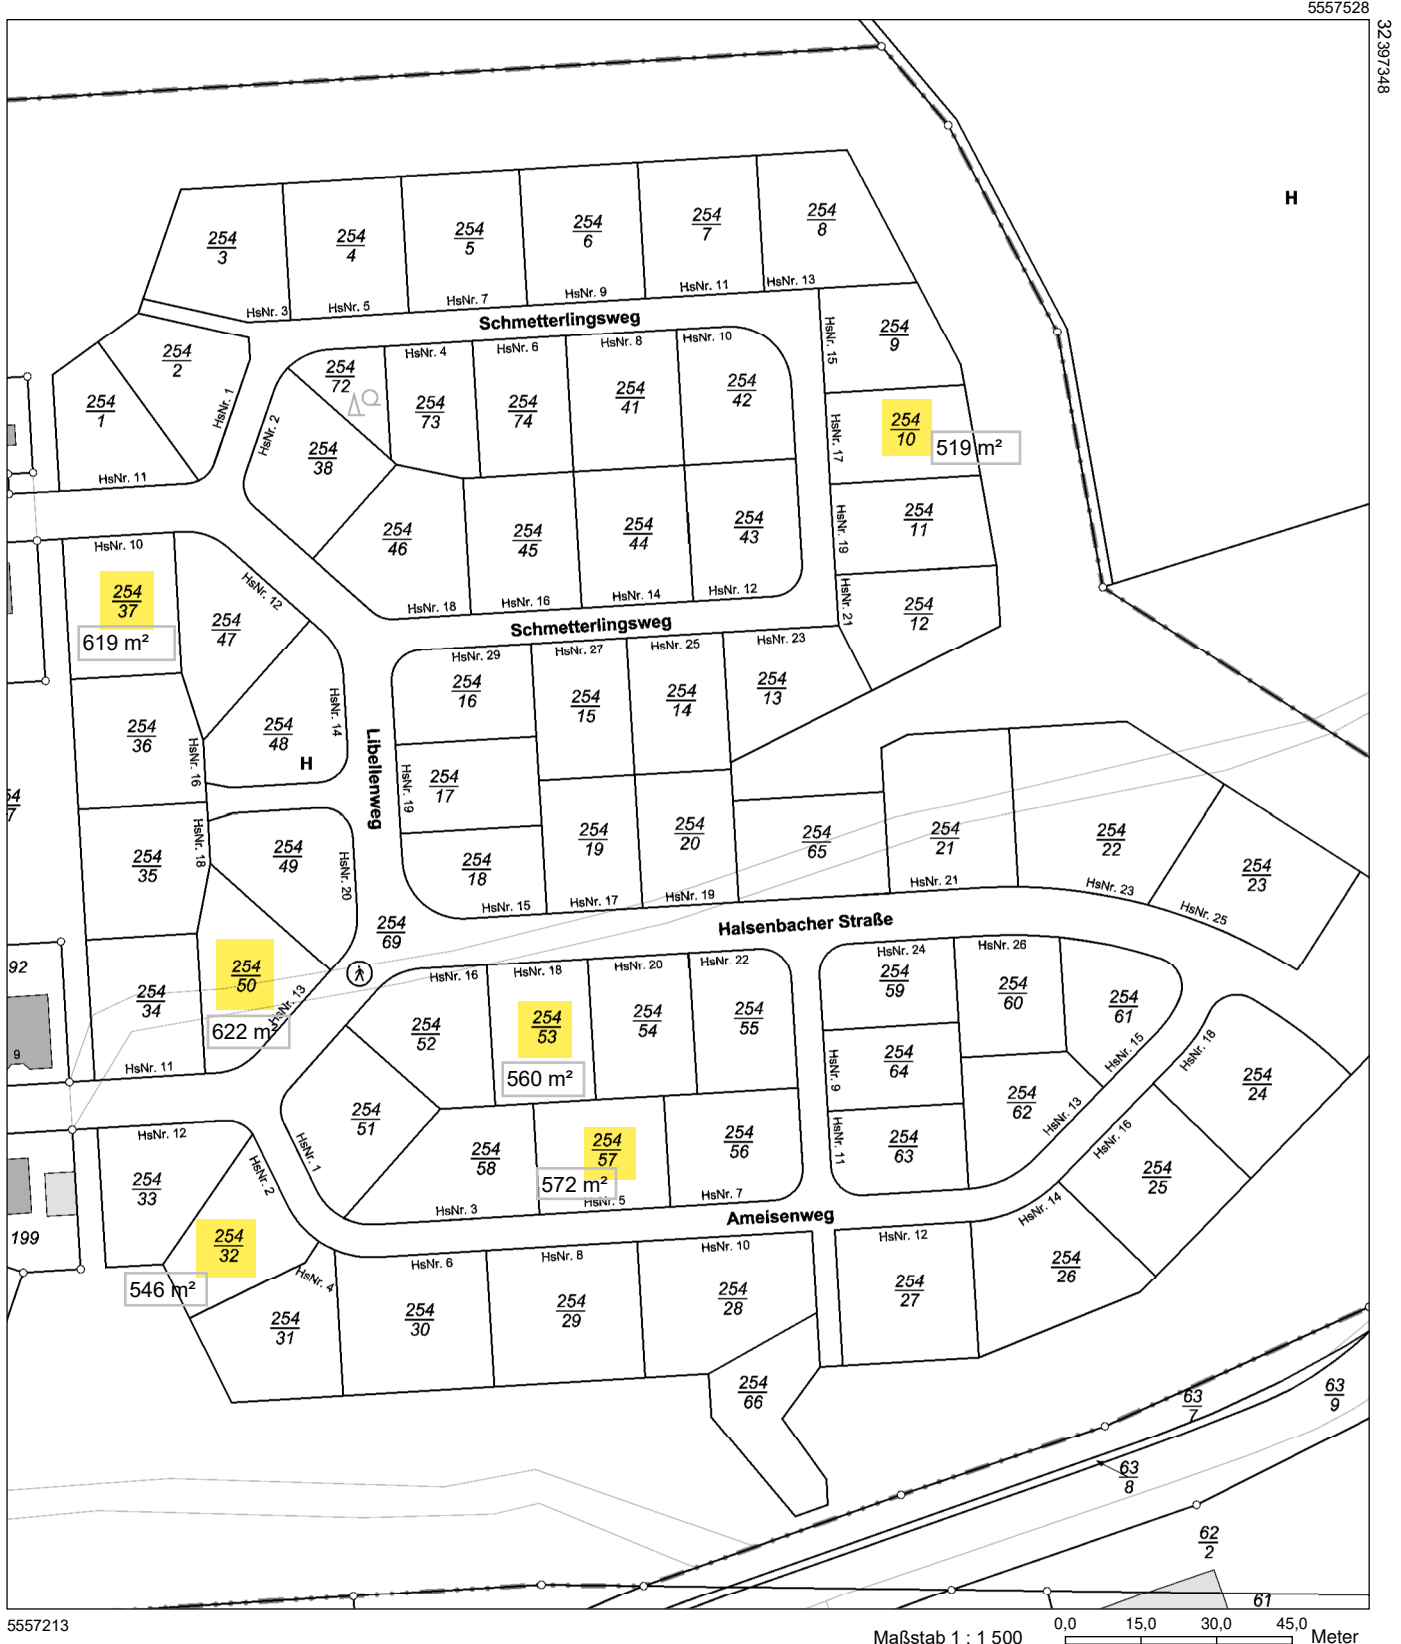 5557528
32397348
H
254
3
254
4
254
5
254
6
254
7
254
8
HsNr. 3
HsNr. 5
HsNr. 7
HsNr. 9
HsNr. 11
HsNr. 13
Schmetterlingsweg
254
2
HsNr. 1
254
1
HsNr. 11
254
72
HsNr. 4
HsNr. 6
HsNr. 8
HsNr. 10
HsNr. 2
254
38
254
73
254
74
254
41
254
42
HsNr. 15
254
9
HsNr. 17
254
10
519 m²
254
46
254
45
254
44
254
43
HsNr. 19
254
11
HsNr. 18
HsNr. 16
HsNr. 14
HsNr. 12
HsNr. 21
254
12
Schmetterlingsweg
HsNr. 10
254
37
619 m²
HsNr. 12
254
47
HsNr. 29
254
16
HsNr. 27
254
15
HsNr. 25
254
14
HsNr. 23
254
13
254
36
HsNr. 16
254
48
HsNr. 14
H
Libellenweg
HsNr. 19
254
17
54
7
254
35
HsNr. 18
254
49
HsNr. 20
254
18
HsNr. 15
254
19
HsNr. 17
254
20
HsNr. 19
254
65
254
21
HsNr. 21
254
22
HsNr. 23
254
23
HsNr. 25
254
69
Halsenbacher Straße
92
9
254
34
HsNr. 11
254
50
622 m²
HsNr. 13
HsNr. 16
254
52
HsNr. 18
254
53
560 m²
HsNr. 20
254
54
HsNr. 22
254
55
HsNr. 24
254
59
HsNr. 26
254
60
254
61
HsNr. 15
HsNr. 9
254
64
254
62
HsNr. 13
HsNr. 18
254
24
HsNr. 12
254
33
199
HsNr. 2
254
32
546 m²
HsNr. 1
254
51
254
58
HsNr. 3
254
57
572 m²
HsNr. 5
254
56
HsNr. 7
HsNr. 11
254
63
HsNr. 16
254
25
HsNr. 14
254
26
Ameisenweg
HsNr. 4
254
31
HsNr. 6
254
30
HsNr. 8
254
29
HsNr. 10
254
28
HsNr. 12
254
27
254
66
63
7
63
9
63
8
62
2
61
5557213
Maßstab 1 : 1 500
0,0 15,0 30,0 45,0
Meter